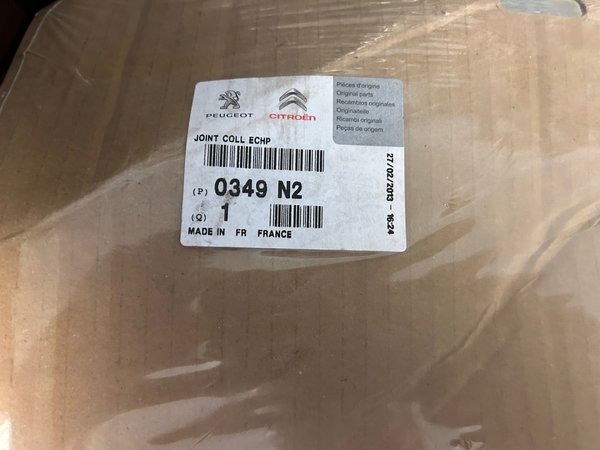 PEUGEOT
CITROËN
Pièces d'origine
Original parts
Recambios originales
Originalteile
Ricambi originali
Peças de origem
JOINT COLL ECHP
(P) 0349 N2
(Q) 1
MADE IN FR FRANCE
27/02/2013 - 16:24